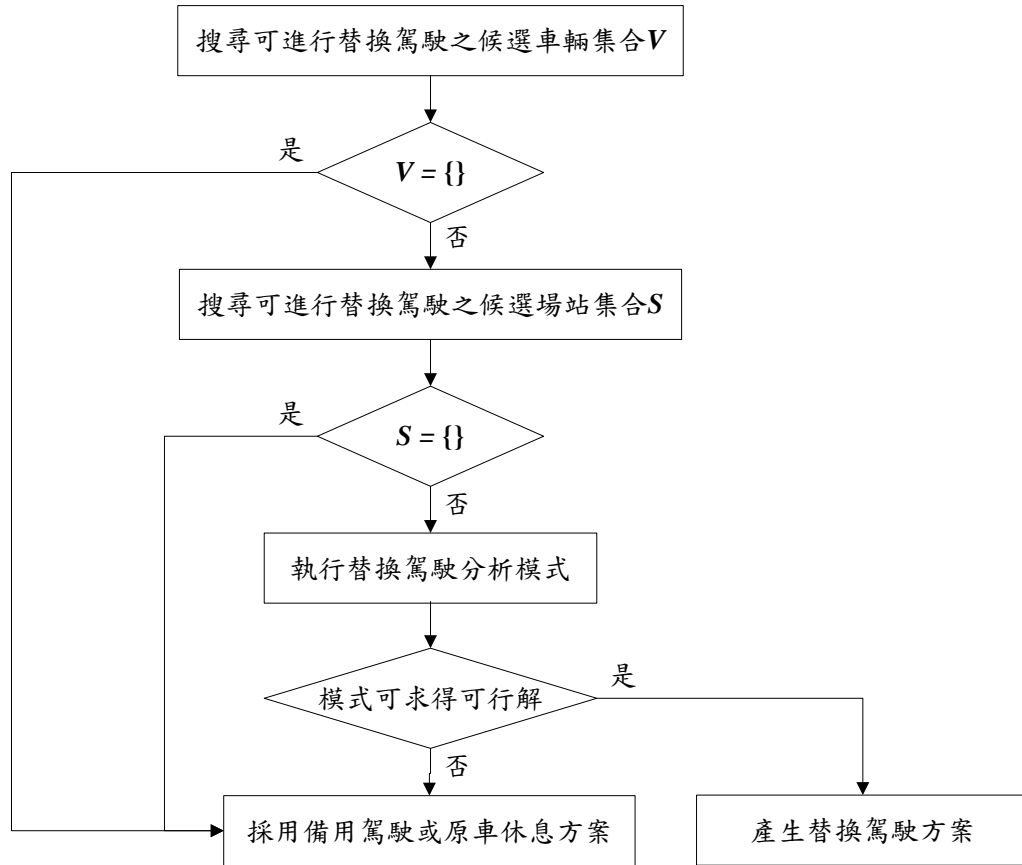 搜尋可進行替換駕駛之候選車輛集合V
是
V = {}
否
搜尋可進行替換駕駛之候選場站集合S
是
S = {}
否
執行替換駕駛分析模式
是
模式可求得可行解
否
採用備用駕駛或原車休息方案
產生替換駕駛方案